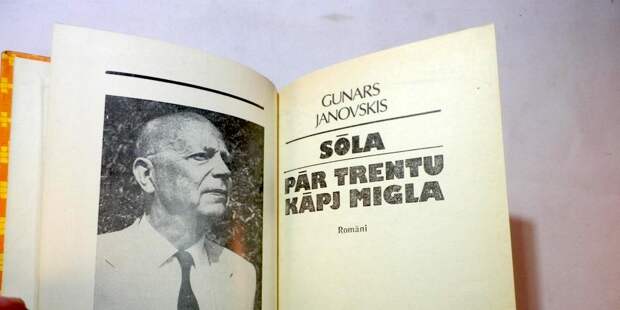 GUNARS
JANOVSKIS
SŌLA
PĀR TRENTU
KĀPJ MIGLA
Romāni